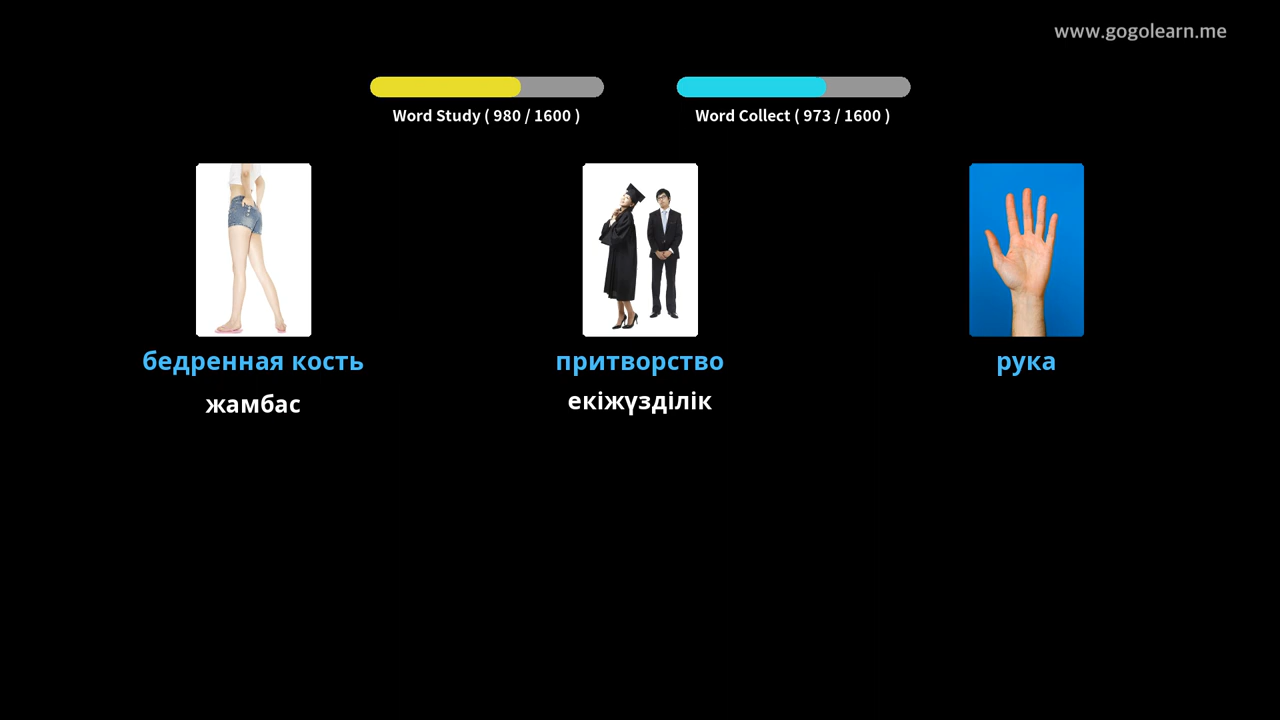 www.gogolearn.me
Word Study ( 980 / 1600 )
Word Collect ( 973 / 1600 )
бедренная кость
притворство
рука
жамбас
екіжүзділік